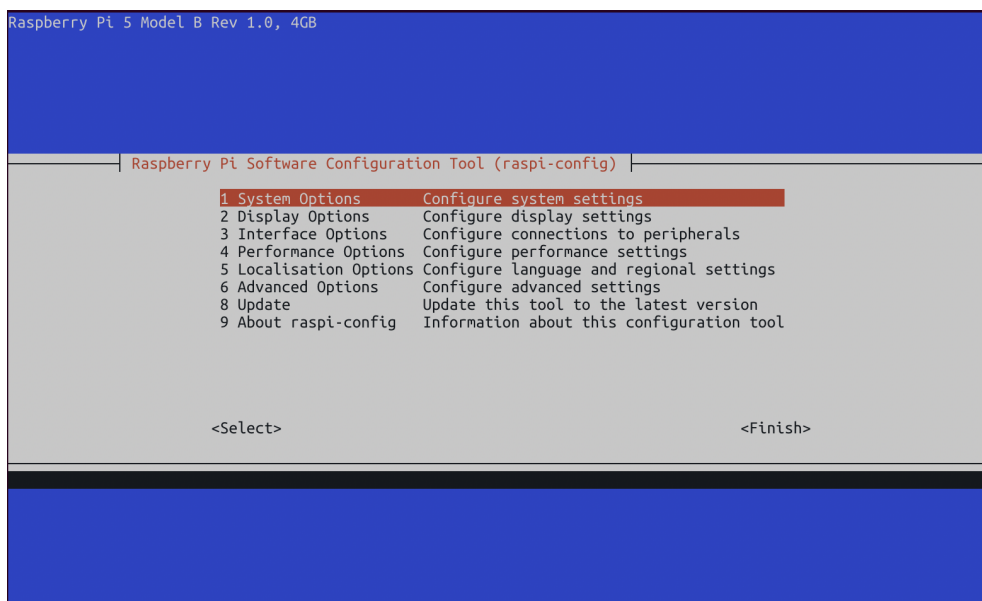 Raspberry Pi 5 Model B Rev 1.0, 4GB
Raspberry Pi Software Configuration Tool (raspi-config)
1 System Options Configure system settings
2 Display Options Configure display settings
3 Interface Options Configure connections to peripherals
4 Performance Options Configure performance settings
5 Localisation Options Configure language and regional settings
6 Advanced Options Configure advanced settings
8 Update Update this tool to the latest version
9 About raspi-config Information about this configuration tool
<Select> <Finish>